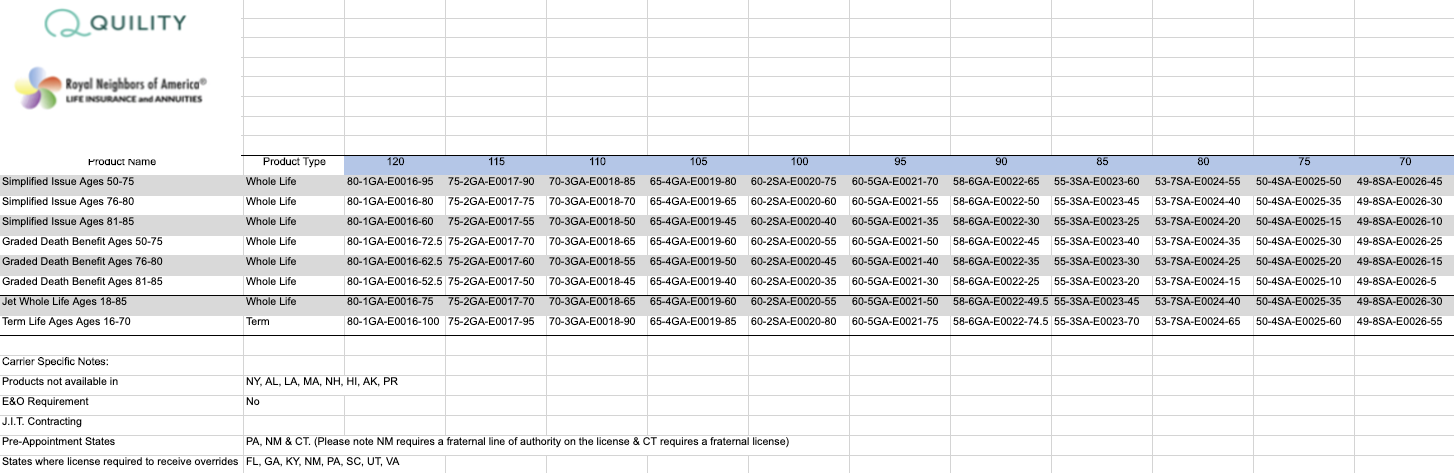 QUILITY
Royal Neighbors of America®
LIFE INSURANCE and ANNUITIES
Product Name Product Type 120 115 110 105 100 95 90 85 80 75 70
Simplified Issue Ages 50-75 Whole Life 80-1GA-E0016-95 75-2GA-E0017-90 70-3GA-E0018-85 65-4GA-E0019-80 60-2SA-E0020-75 60-5GA-E0021-70 58-6GA-E0022-65 55-3SA-E0023-60 53-7SA-E0024-55 50-4SA-E0025-50 49-8SA-E0026-45
Simplified Issue Ages 76-80 Whole Life 80-1GA-E0016-80 75-2GA-E0017-75 70-3GA-E0018-70 65-4GA-E0019-65 60-2SA-E0020-60 60-5GA-E0021-55 58-6GA-E0022-50 55-3SA-E0023-45 53-7SA-E0024-40 50-4SA-E0025-35 49-8SA-E0026-30
Simplified Issue Ages 81-85 Whole Life 80-1GA-E0016-60 75-2GA-E0017-55 70-3GA-E0018-50 65-4GA-E0019-45 60-2SA-E0020-40 60-5GA-E0021-35 58-6GA-E0022-30 55-3SA-E0023-25 53-7SA-E0024-20 50-4SA-E0025-15 49-8SA-E0026-10
Graded Death Benefit Ages 50-75 Whole Life 80-1GA-E0016-72.5 75-2GA-E0017-70 70-3GA-E0018-65 65-4GA-E0019-60 60-2SA-E0020-55 60-5GA-E0021-50 58-6GA-E0022-45 55-3SA-E0023-40 53-7SA-E0024-35 50-4SA-E0025-30 49-8SA-E0026-25
Graded Death Benefit Ages 76-80 Whole Life 80-1GA-E0016-62.5 75-2GA-E0017-60 70-3GA-E0018-55 65-4GA-E0019-50 60-2SA-E0020-45 60-5GA-E0021-40 58-6GA-E0022-35 55-3SA-E0023-30 53-7SA-E0024-25 50-4SA-E0025-20 49-8SA-E0026-15
Graded Death Benefit Ages 81-85 Whole Life 80-1GA-E0016-52.5 75-2GA-E0017-55 70-3GA-E0018-45 65-4GA-E0019-40 60-2SA-E0020-35 60-5GA-E0021-30 58-6GA-E0022-25 55-3SA-E0023-20 53-7SA-E0024-15 50-4SA-E0025-10 49-8SA-E0026-5
Jet Whole Life Ages 18-85 Whole Life 80-1GA-E0016-75 75-2GA-E0017-70 70-3GA-E0018-65 65-4GA-E0019-60 60-2SA-E0020-55 60-5GA-E0021-50 58-6GA-E0022-49.5 55-3SA-E0023-45 53-7SA-E0024-40 50-4SA-E0025-35 49-8SA-E0026-30
Term Life Ages Ages 16-70 Term 80-1GA-E0016-100 75-2GA-E0017-95 70-3GA-E0018-90 65-4GA-E0019-85 60-2SA-E0020-80 60-5GA-E0021-75 58-6GA-E0022-74.5 55-3SA-E0023-70 53-7SA-E0024-65 50-4SA-E0025-60 49-8SA-E0026-55
Carrier Specific Notes:
Products not available in NY, AL, LA, MA, NH, HI, AK, PR
E&O Requirement No
J.I.T. Contracting
Pre-Appointment States PA, NM & CT. (Please note NM requires a fraternal line of authority on the license & CT requires a fraternal license)
States where license required to receive overrides FL, GA, KY, NM, PA, SC, UT, VA